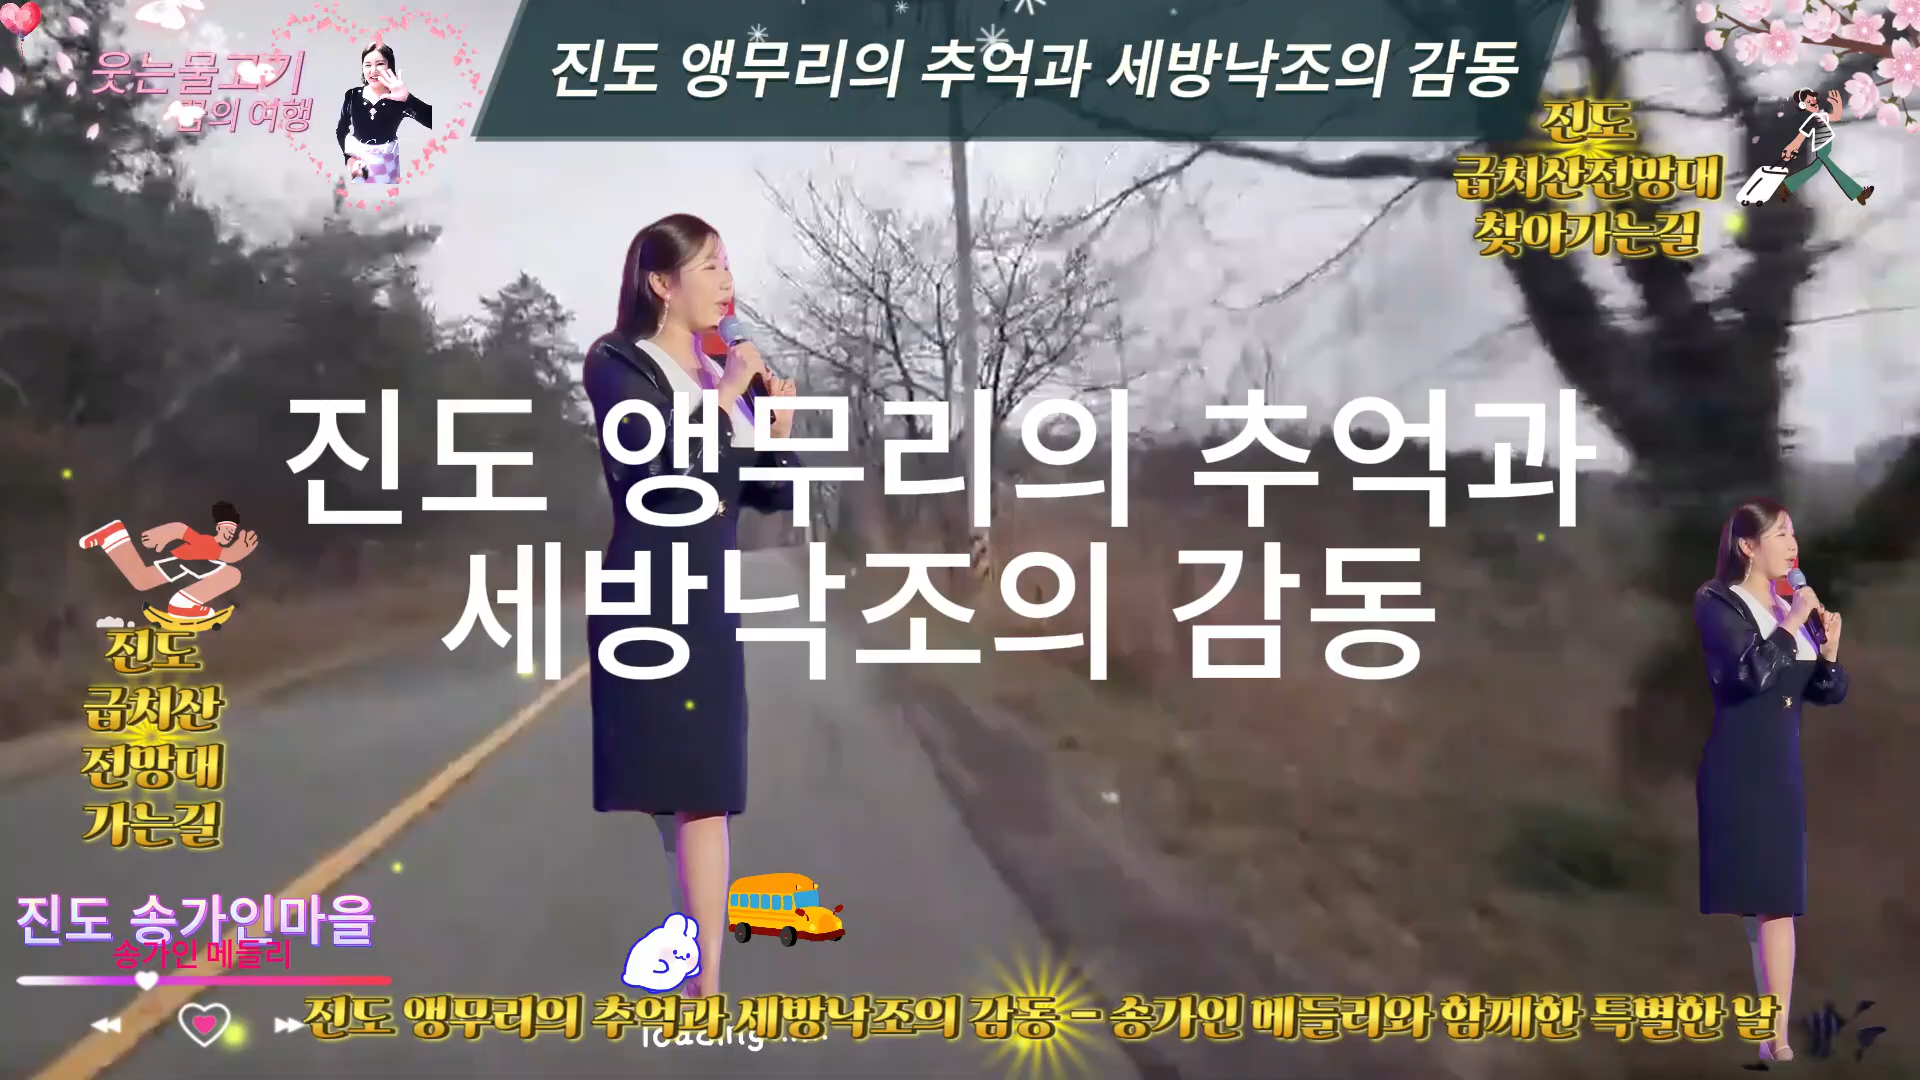 웃는물고기
꿈의 여행
진도 앵무리의 추억과 세방낙조의 감동
진도
급치산전망대
찾아가는길
진도 앵무리의 추억과
세방낙조의 감동
진도
급치산
전망대
가는길
진도 송가인마을
송가인 메들리
진도 앵무리의 추억과 세방낙조의 감동 - 송가인 메들리와 함께한 특별한 날
loading ....